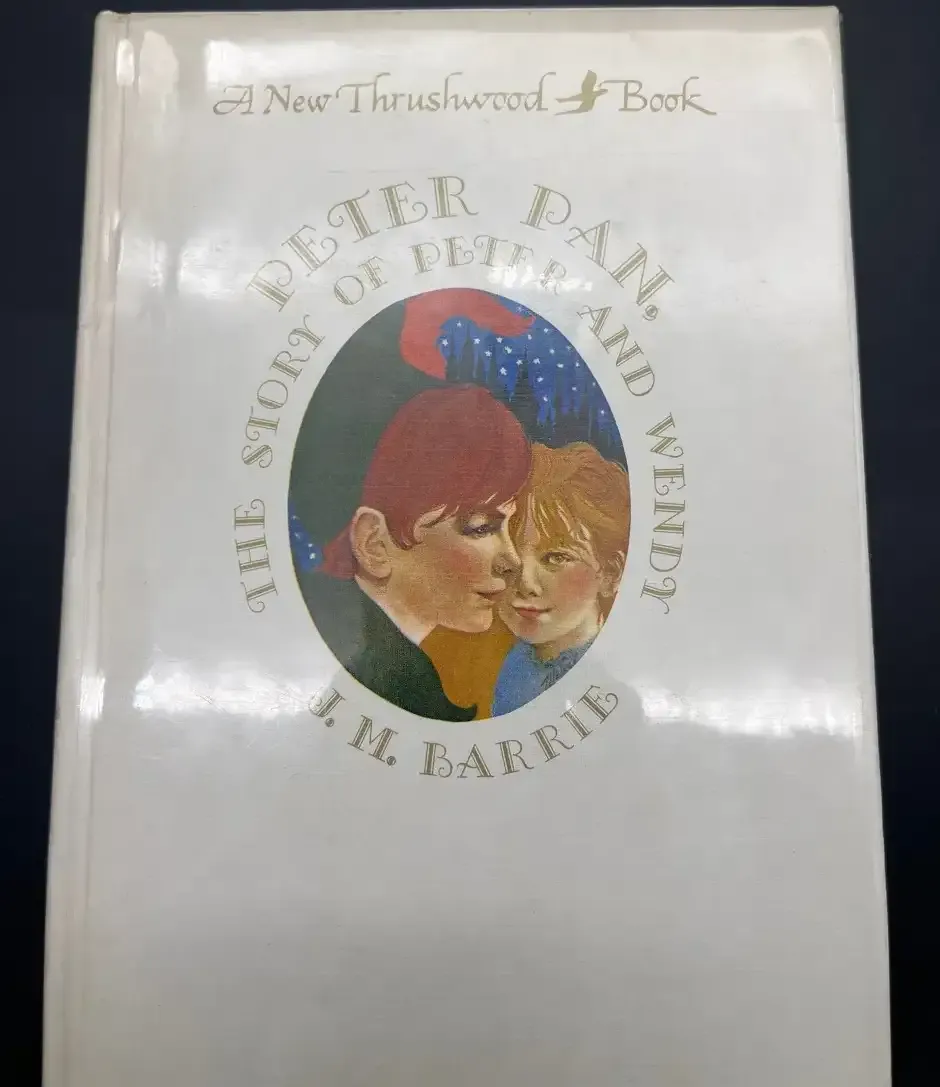 A New Thrushwood Book
PETER PAN,
THE STORY OF PETER AND WENDY
J. M. BARRIE